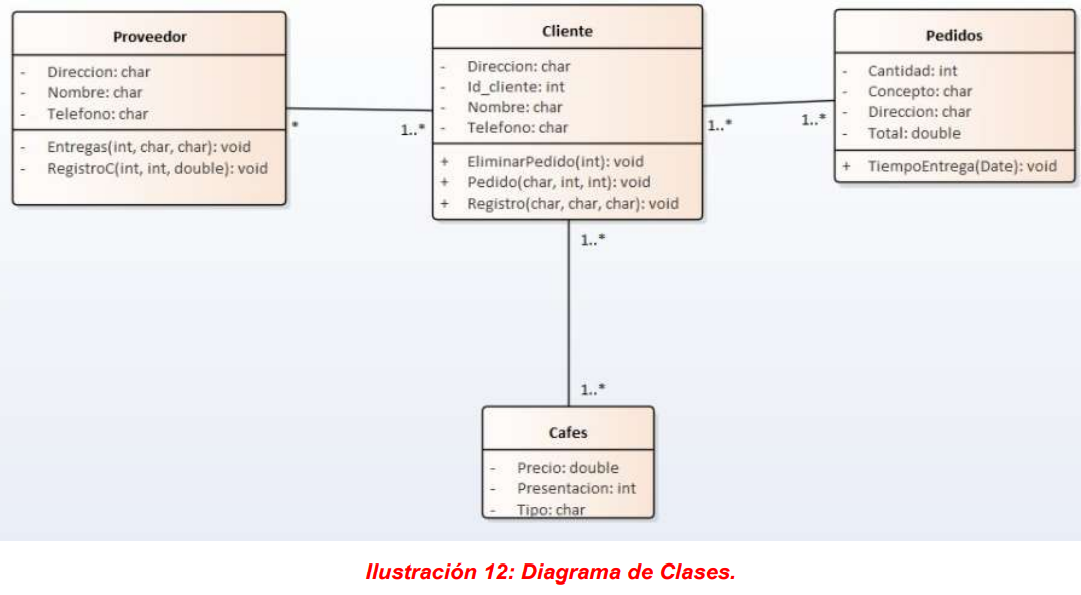 Proveedor
- Direccion: char
- Nombre: char
- Telefono: char
- Entregas(int, char, char): void
- RegistroC(int, int, double): void
*
1..*
Cliente
- Direccion: char
- Id_cliente: int
- Nombre: char
- Telefono: char
+ EliminarPedido(int): void
+ Pedido(char, int, int): void
+ Registro(char, char, char): void
1..*
1..*
Pedidos
- Cantidad: int
- Concepto: char
- Direccion: char
- Total: double
+ TiempoEntrega(Date): void
1..*
1..*
Cafes
- Precio: double
- Presentacion: int
- Tipo: char
Ilustración 12: Diagrama de Clases.